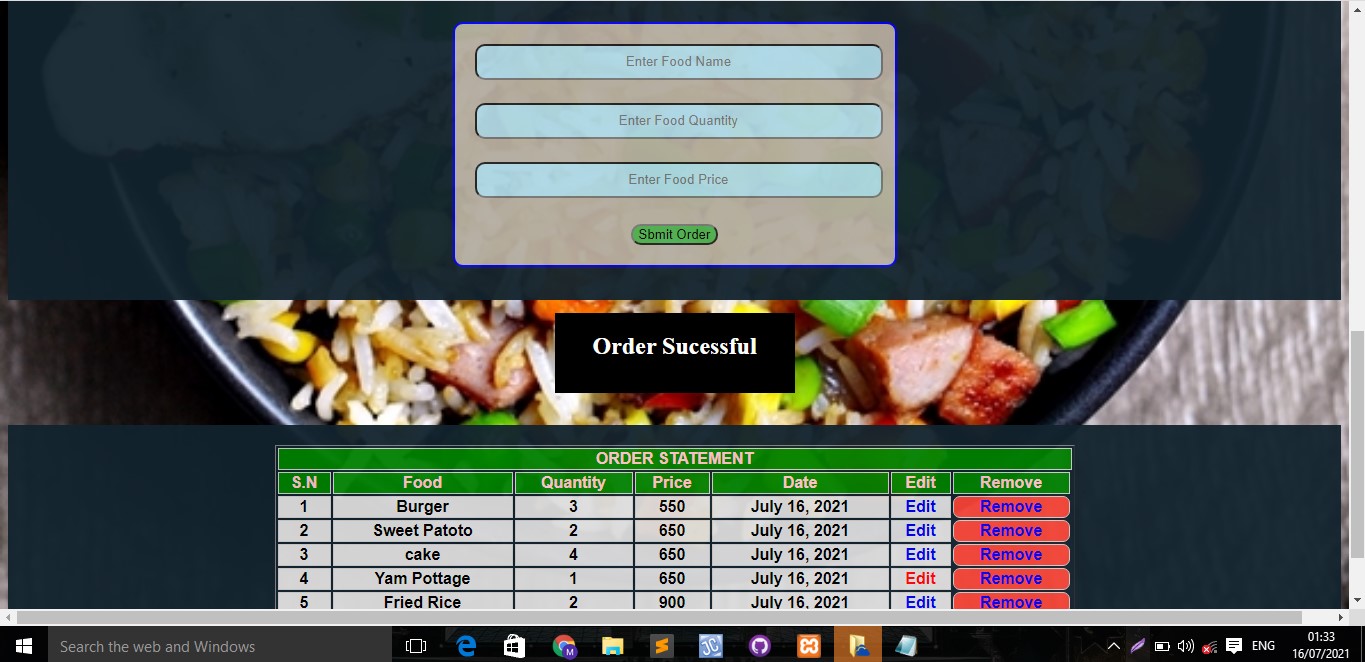 Enter Food Name
Enter Food Quantity
Enter Food Price
Sbmit Order
Order Sucessful
ORDER STATEMENT
S.N Food Quantity Price Date Edit Remove
1 Burger 3 550 July 16, 2021 Edit Remove
2 Sweet Patoto 2 650 July 16, 2021 Edit Remove
3 cake 4 650 July 16, 2021 Edit Remove
4 Yam Pottage 1 650 July 16, 2021 Edit Remove
5 Fried Rice 2 900 July 16, 2021 Edit Remove
Search the web and Windows
M
JC
ENG
01:33
16/07/2021